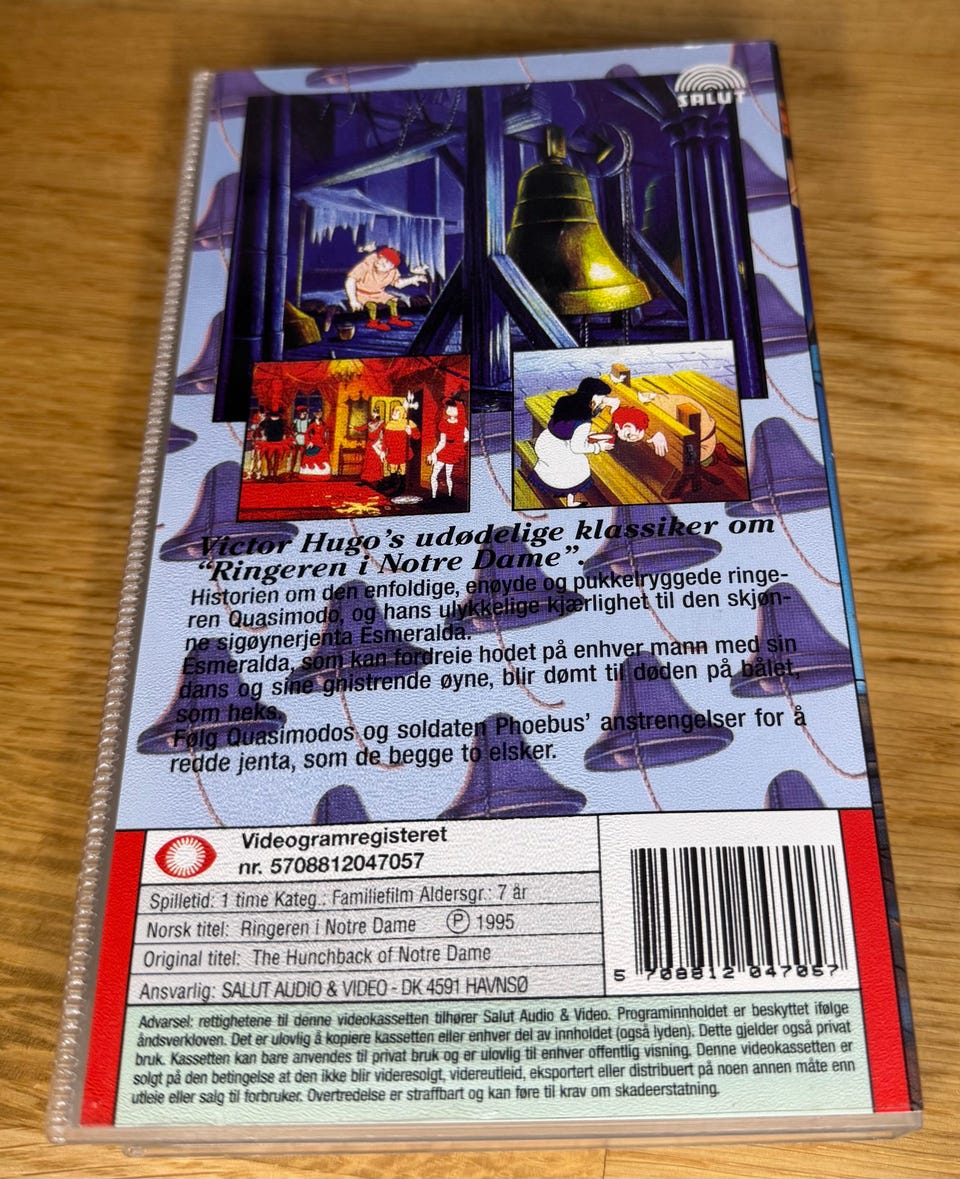 SALUT
Victor Hugo's udødelige klassiker om
"Ringeren i Notre Dame".
Historien om den enfoldige, enøyde og pukkelryggede ringe-
ren Quasimodo, og hans ulykkelige kjærlighet til den skjøn-
ne sigøynerjenta Esmeralda.
Esmeralda, som kan fordreie hodet på enhver mann med sin
dans og sine gnistrende øyne, blir dømt til døden på bålet,
som heks.
Følg Quasimodos og soldaten Phoebus' anstrengelser for å
redde jenta, som de begge to elsker.
Videogramregisteret
nr. 5708812047057
Spilletid: 1 time Kateg.: Familiefilm Aldersgr.: 7 år
Norsk titel: Ringeren i Notre Dame Ⓟ 1995
Original titel: The Hunchback of Notre Dame
Ansvarlig: SALUT AUDIO & VIDEO - DK 4591 HAVNSØ
5 708812 047057
Advarsel: rettighetene til denne videokassetten tilhører Salut Audio & Video. Programinnholdet er beskyttet ifølge
åndsverkloven. Det er ulovlig å kopiere kassetten eller enhver del av innholdet (også lyden). Dette gjelder også privat
bruk. Kassetten kan bare anvendes til privat bruk og er ulovlig til enhver offentlig visning. Denne videokassetten er
solgt på den betingelse at den ikke blir videresolgt, videreutleid, eksportert eller distribuert på noen annen måte enn
utleie eller salg til forbruker. Overtredelse er straffbart og kan føre til krav om skadeerstatning.